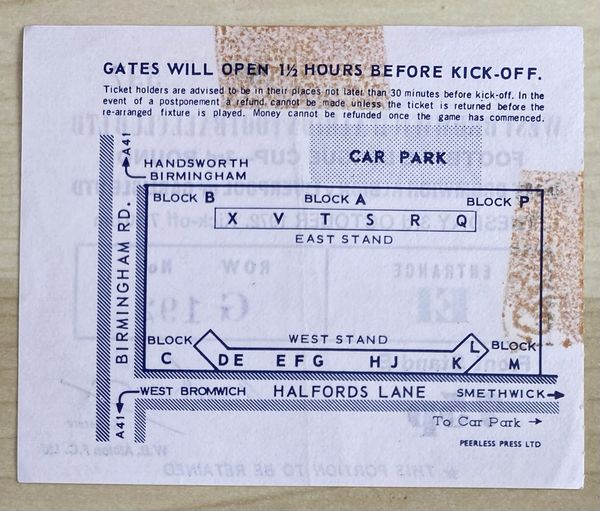 GATES WILL OPEN 1½ HOURS BEFORE KICK-OFF.
Ticket holders are advised to be in their places not later than 30 minutes before kick-off. In the
event of a postponement a refund cannot be made unless the ticket is returned before the
re-arranged fixture is played. Money cannot be refunded once the game has commenced.
A41
HANDSWORTH
BIRMINGHAM
CAR PARK
BLOCK B
BLOCK A
BLOCK P
X V T S R Q
EAST STAND
BIRMINGHAM RD.
WEST STAND
BLOCK
C
D E E F G H J K
L
BLOCK
M
A41
WEST BROMWICH
HALFORDS LANE
SMETHWICK
To Car Park
PEERLESS PRESS LTD